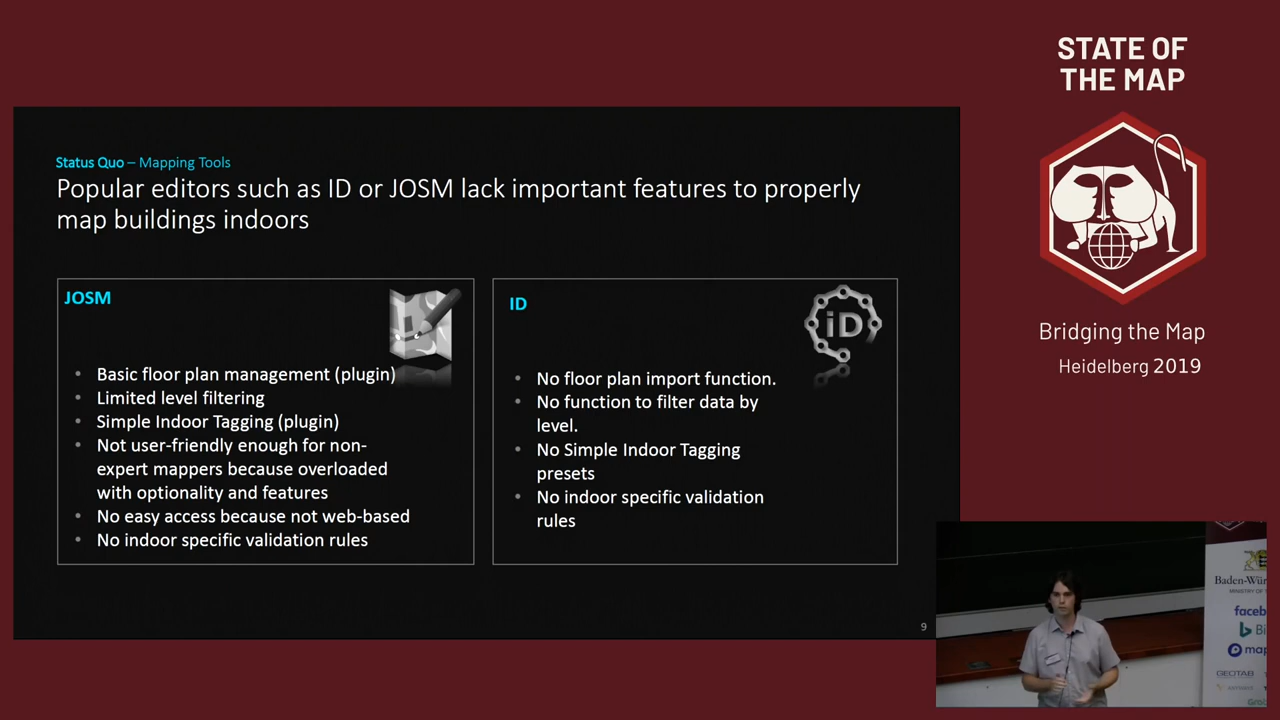 STATE OF
THE MAP
Status Quo – Mapping Tools
Popular editors such as ID or JOSM lack important features to properly
map buildings indoors
JOSM
• Basic floor plan management (plugin)
• Limited level filtering
• Simple Indoor Tagging (plugin)
• Not user-friendly enough for non-
expert mappers because overloaded
with optionality and features
• No easy access because not web-based
• No indoor specific validation rules
ID
iD
• No floor plan import function.
• No function to filter data by
level.
• No Simple Indoor Tagging
presets
• No indoor specific validation
rules
9
Bridging the Map
Heidelberg 2019
Baden-Wür
MINISTRY OF
faceb
Bi
map
GEOTAB